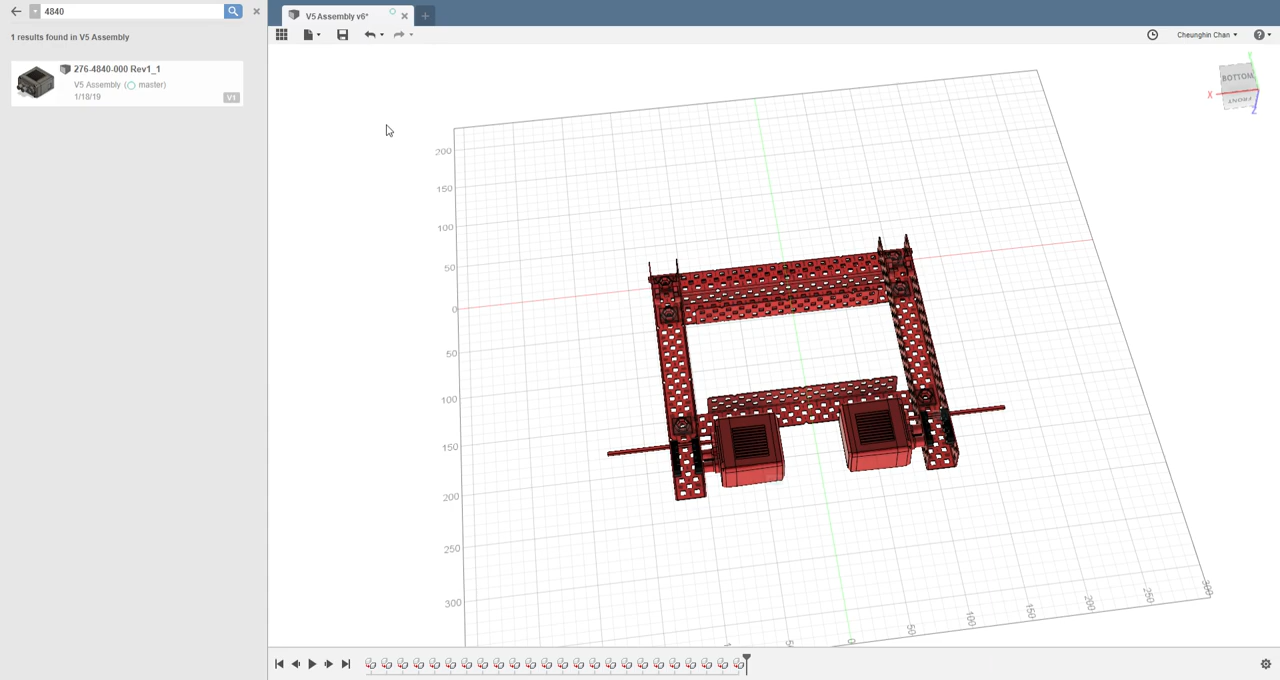 4840
V5 Assembly v6*
Cheunghin Chan
1 results found in V5 Assembly
276-4840-000 Rev1_1
V5 Assembly ( master)
1/18/19
V1
BOTTOM
FRONT
X
Z
200
150
100
50
0
50
100
150
200
250
300
0
50
100
150
200
250
300